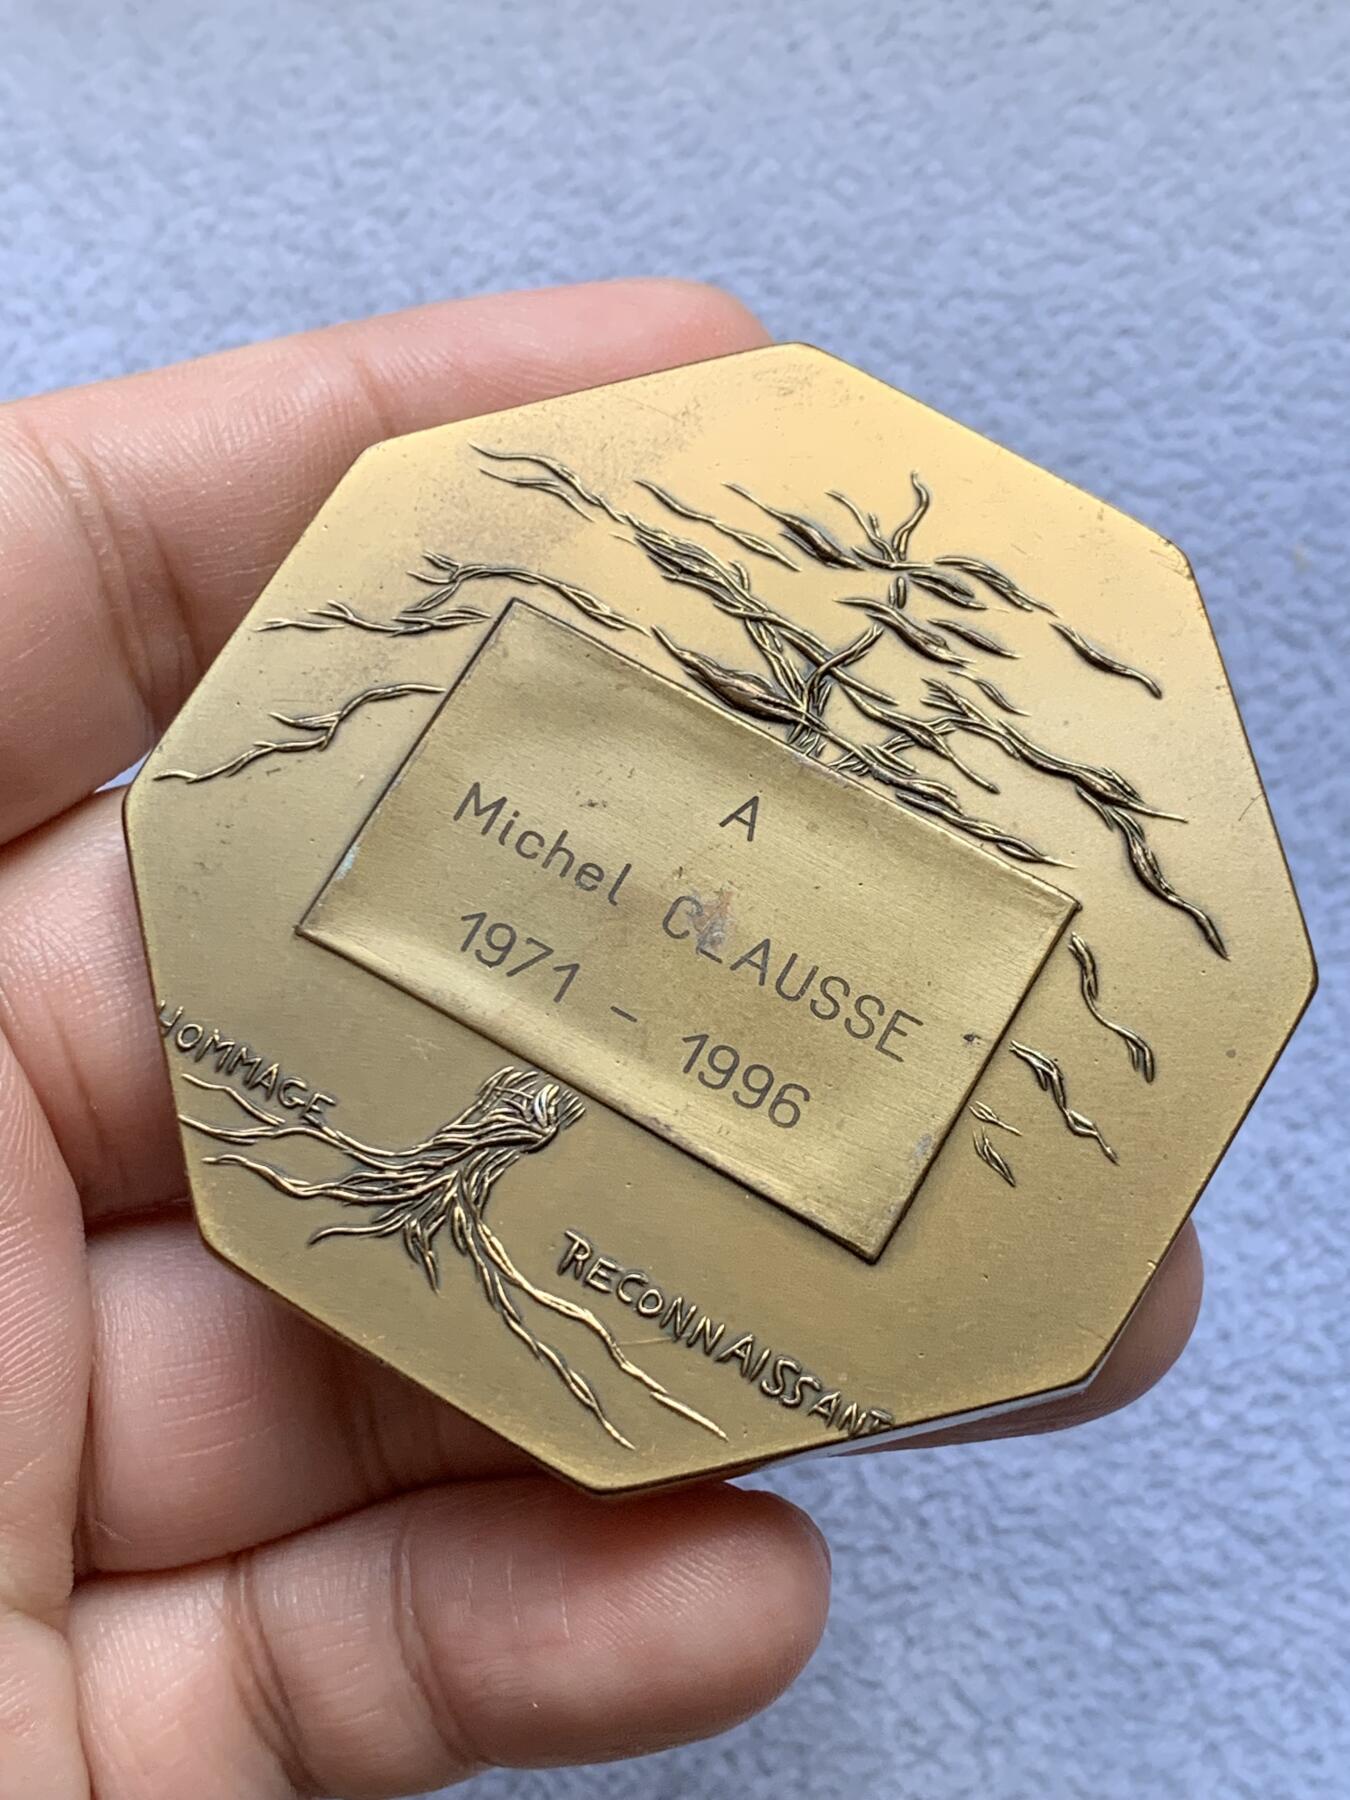 A
Michel CLAUSSE
1971 - 1996
HOMMAGE
RECONNAISSANT